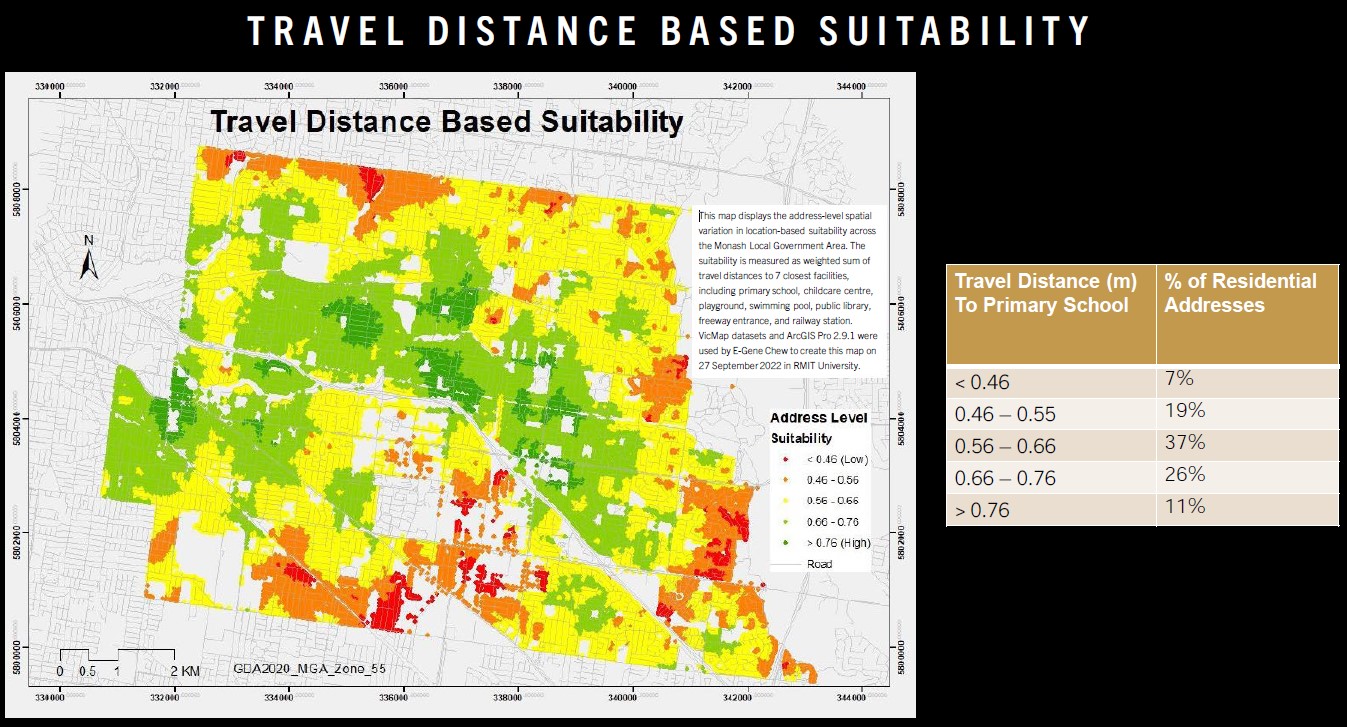 TRAVEL DISTANCE BASED SUITABILITY
330000 332000 334000 336000 338000 340000 342000 344000
Travel Distance Based Suitability
5808000
5806000
5804000
5802000
5800000
N
This map displays the address-level spatial
variation in location-based suitability across
the Monash Local Government Area. The
suitability is measured as weighted sum of
travel distances to 7 closest facilities,
including primary school, childcare centre,
playground, swimming pool, public library,
freeway entrance, and railway station.
VicMap datasets and ArcGIS Pro 2.9.1 were
used by E-Gene Chew to create this map on
27 September 2022 in RMIT University.
5808000
5806000
5804000
5802000
5800000
Address Level
Suitability
< 0.46 (Low)
0.46 - 0.56
0.56 - 0.66
0.66 - 0.76
> 0.76 (High)
Road
0 0.5 1 2 KM
GDA2020_MGA_Zone_55
330000 332000 334000 336000 338000 340000 342000 344000
Travel Distance (m) % of Residential
To Primary School Addresses
< 0.46 7%
0.46 – 0.55 19%
0.56 – 0.66 37%
0.66 – 0.76 26%
> 0.76 11%